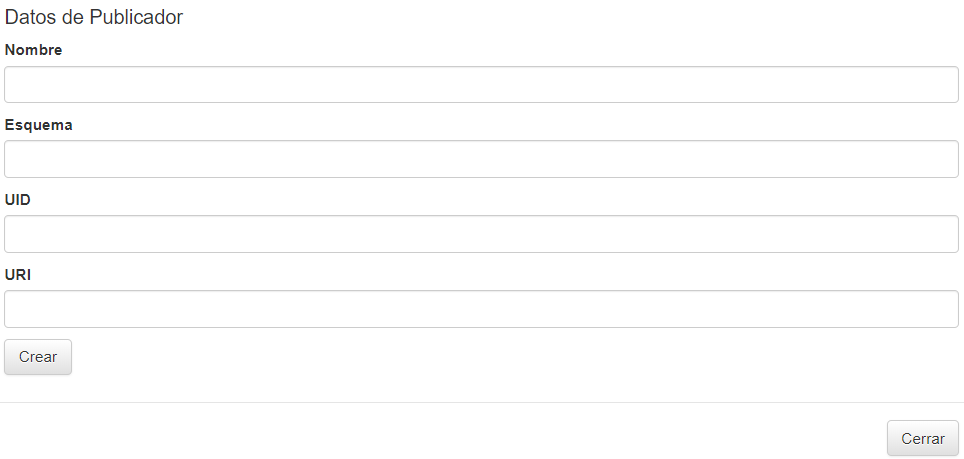 Datos de Publicador
Nombre
Esquema
UID
URI
Crear
Cerrar